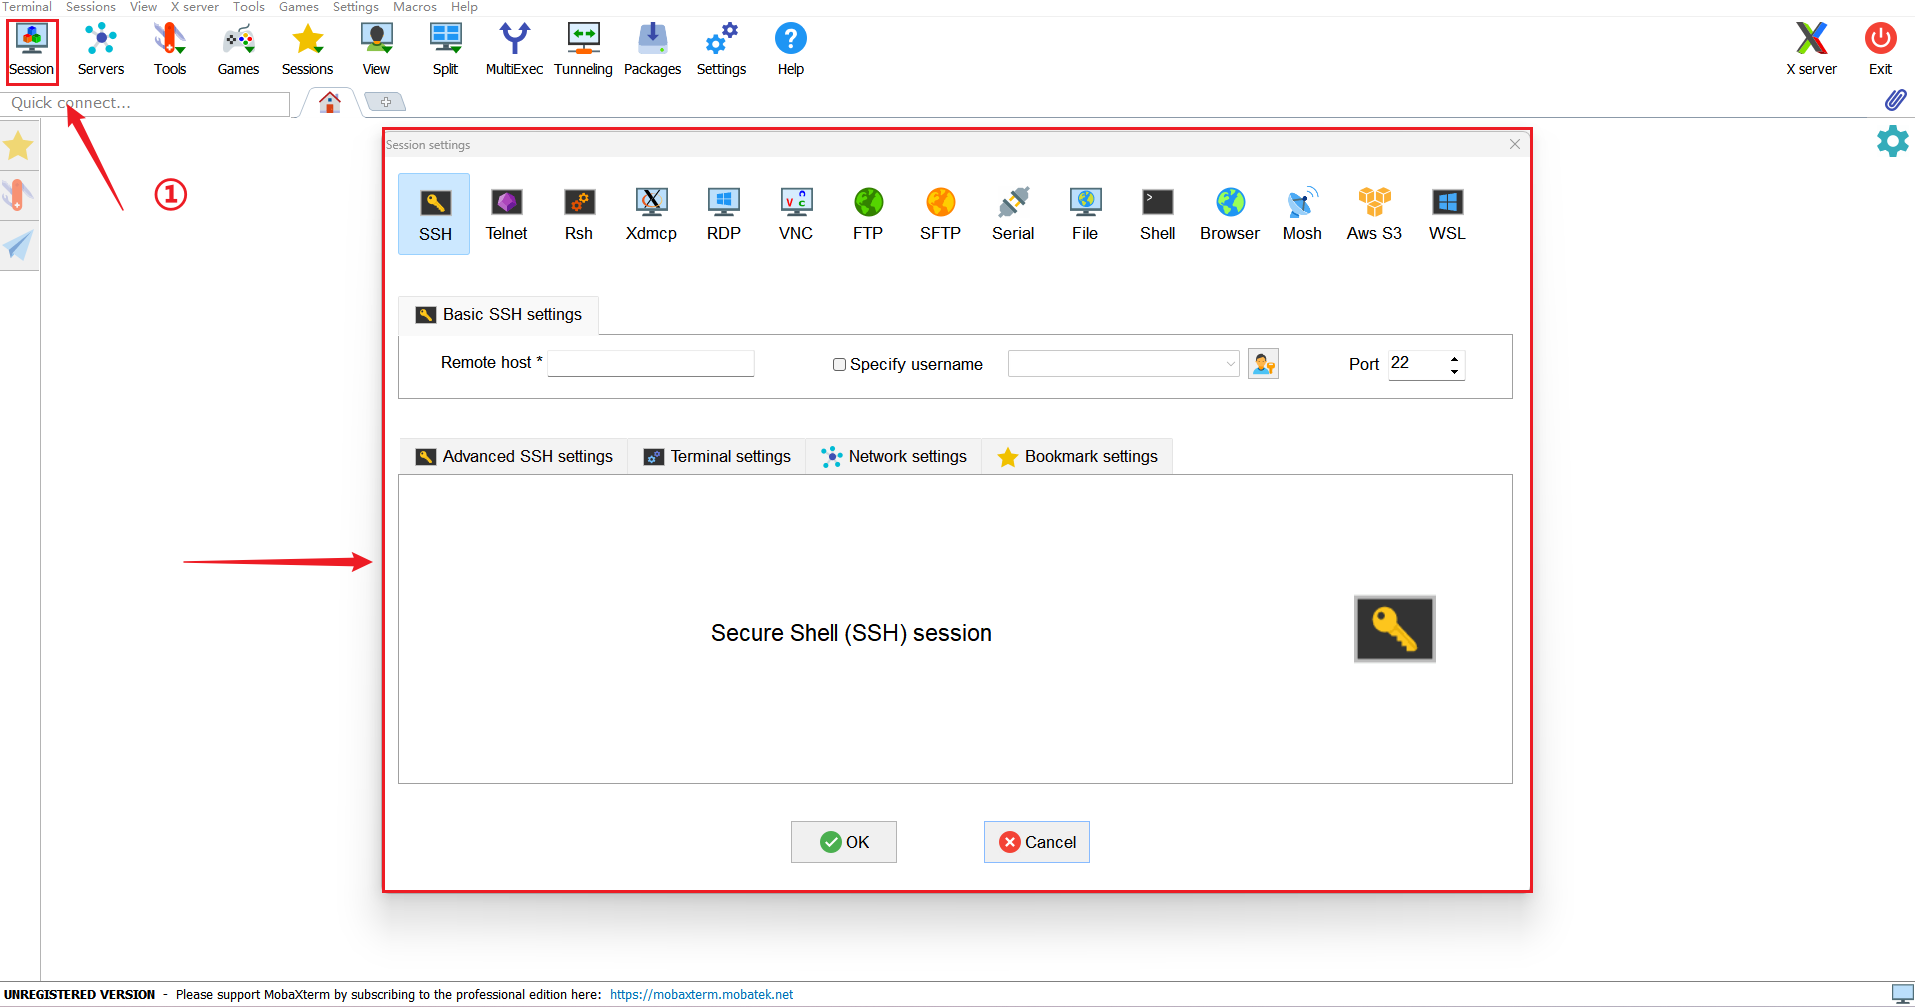 Terminal Sessions View X server Tools Games Settings Macros Help
Session Servers Tools Games Sessions View Split MultiExec Tunneling Packages Settings Help X server Exit
Quick connect...
①
Session settings
SSH Telnet Rsh Xdmcp RDP VNC FTP SFTP Serial File Shell Browser Mosh Aws S3 WSL
Basic SSH settings
Remote host * Specify username Port 22
Advanced SSH settings Terminal settings Network settings Bookmark settings
Secure Shell (SSH) session
OK Cancel
UNREGISTERED VERSION - Please support MobaXterm by subscribing to the professional edition here: https://mobaxterm.mobatek.net